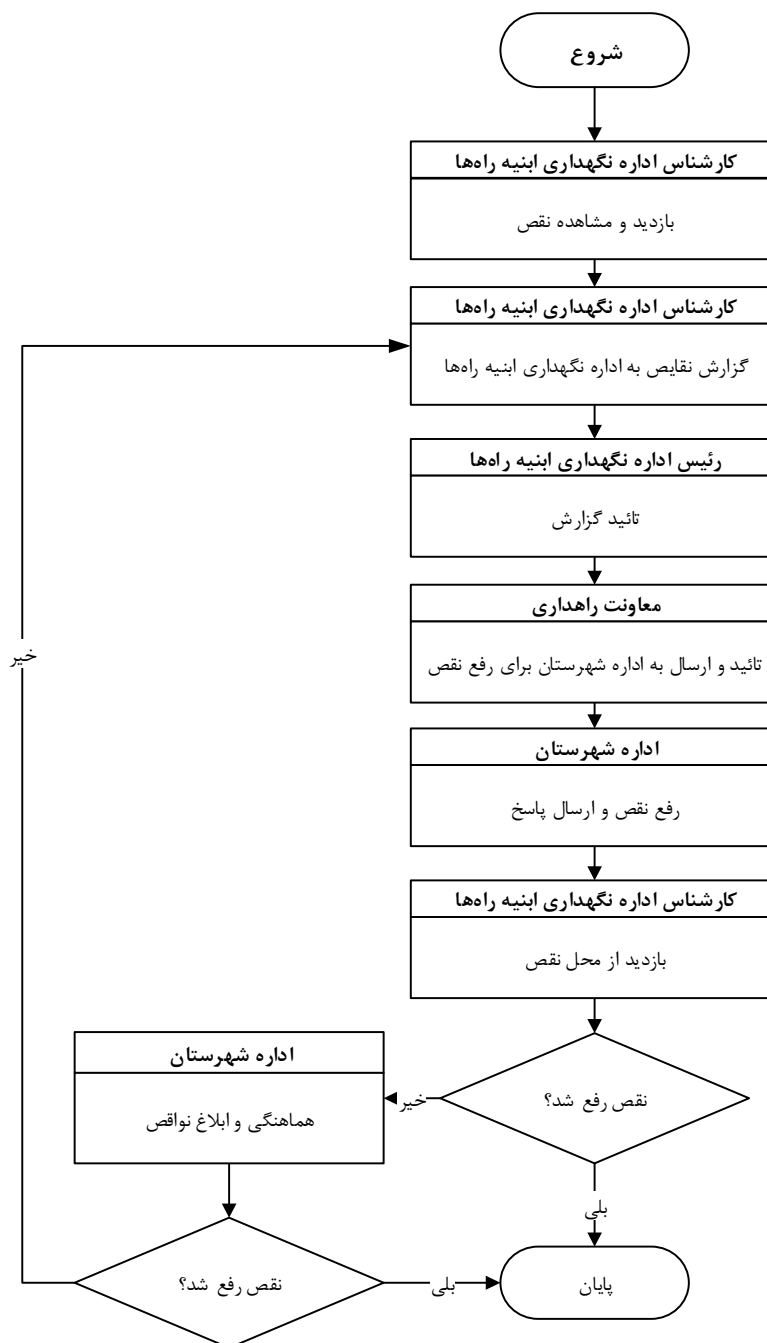 شروع
کارشناس اداره نگهداری ابنیه راه‌ها
بازدید و مشاهده نقص
کارشناس اداره نگهداری ابنیه راه‌ها
گزارش نقایص به اداره نگهداری ابنیه راه‌ها
رئیس اداره نگهداری ابنیه راه‌ها
تائید گزارش
معاونت راهداری
تائید و ارسال به اداره شهرستان برای رفع نقص
خیر
اداره شهرستان
رفع نقص و ارسال پاسخ
کارشناس اداره نگهداری ابنیه راه‌ها
بازدید از محل نقص
نقص رفع شد؟
خیر
اداره شهرستان
هماهنگی و ابلاغ نواقص
بلی
نقص رفع شد؟
بلی
پایان